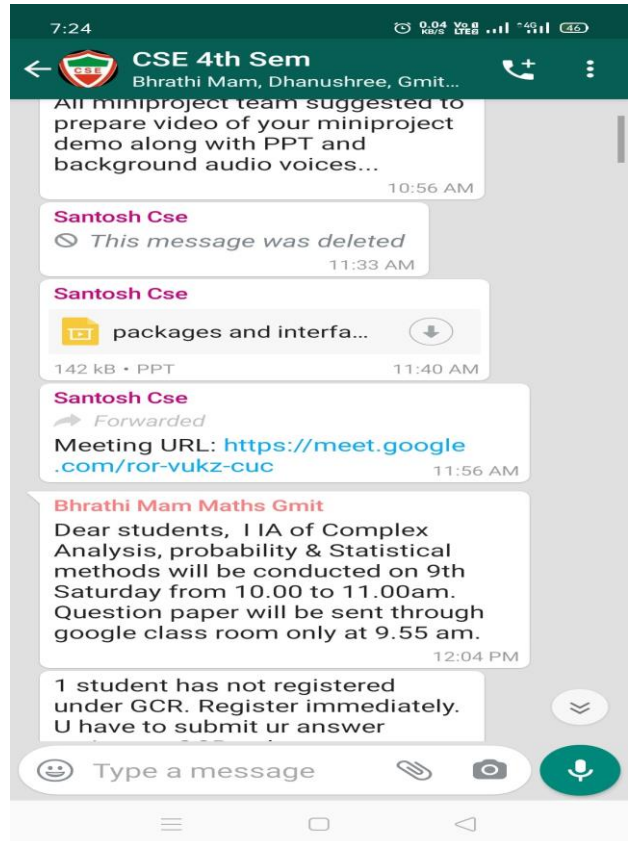 7:24
0.04 KB/S Vo LTE2 4G 46
CSE 4th Sem
Bhrathi Mam, Dhanushree, Gmit...
CSE
All miniproject team suggested to
prepare video of your miniproject
demo along with PPT and
background audio voices...
10:56 AM
Santosh Cse
This message was deleted
11:33 AM
Santosh Cse
packages and interfa...
142 kB • PPT 11:40 AM
Santosh Cse
Forwarded
Meeting URL: https://meet.google
.com/ror-vukz-cuc 11:56 AM
Bhrathi Mam Maths Gmit
Dear students, I IA of Complex
Analysis, probability & Statistical
methods will be conducted on 9th
Saturday from 10.00 to 11.00am.
Question paper will be sent through
google class room only at 9.55 am.
12:04 PM
1 student has not registered
under GCR. Register immediately.
U have to submit ur answer
Type a message